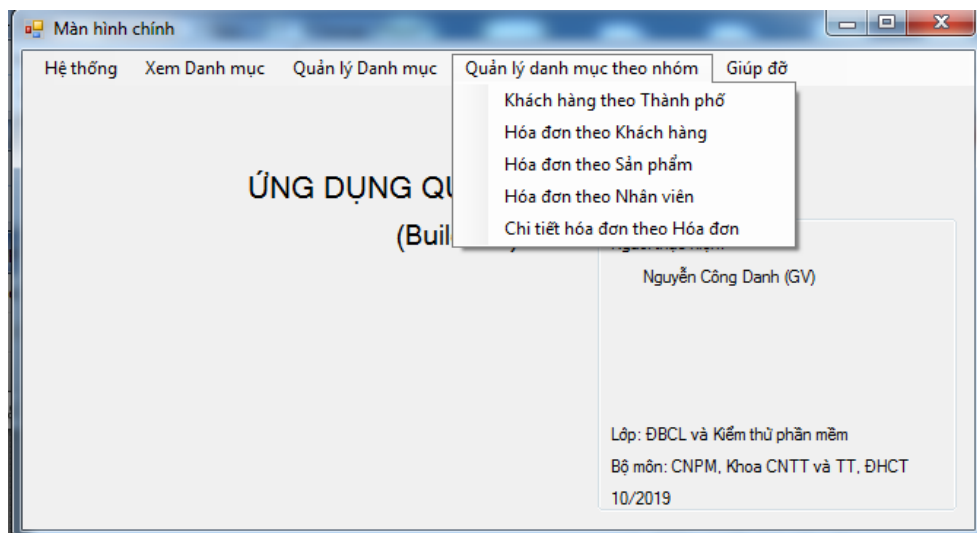 Màn hình chính
Hệ thống Xem Danh mục Quản lý Danh mục Quản lý danh mục theo nhóm Giúp đỡ
Khách hàng theo Thành phố
Hóa đơn theo Khách hàng
Hóa đơn theo Sản phẩm
Hóa đơn theo Nhân viên
Chi tiết hóa đơn theo Hóa đơn
ỨNG DỤNG
Nguyễn Công Danh (GV)
Lớp: ĐBCL và Kiểm thử phần mềm
Bộ môn: CNPM, Khoa CNTT và TT, ĐHCT
10/2019